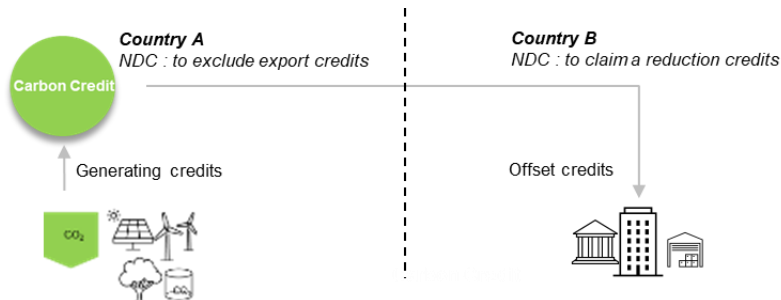 Country A
NDC : to exclude export credits
Country B
NDC : to claim a reduction credits
Carbon Credit
Generating credits
Offset credits
CO₂